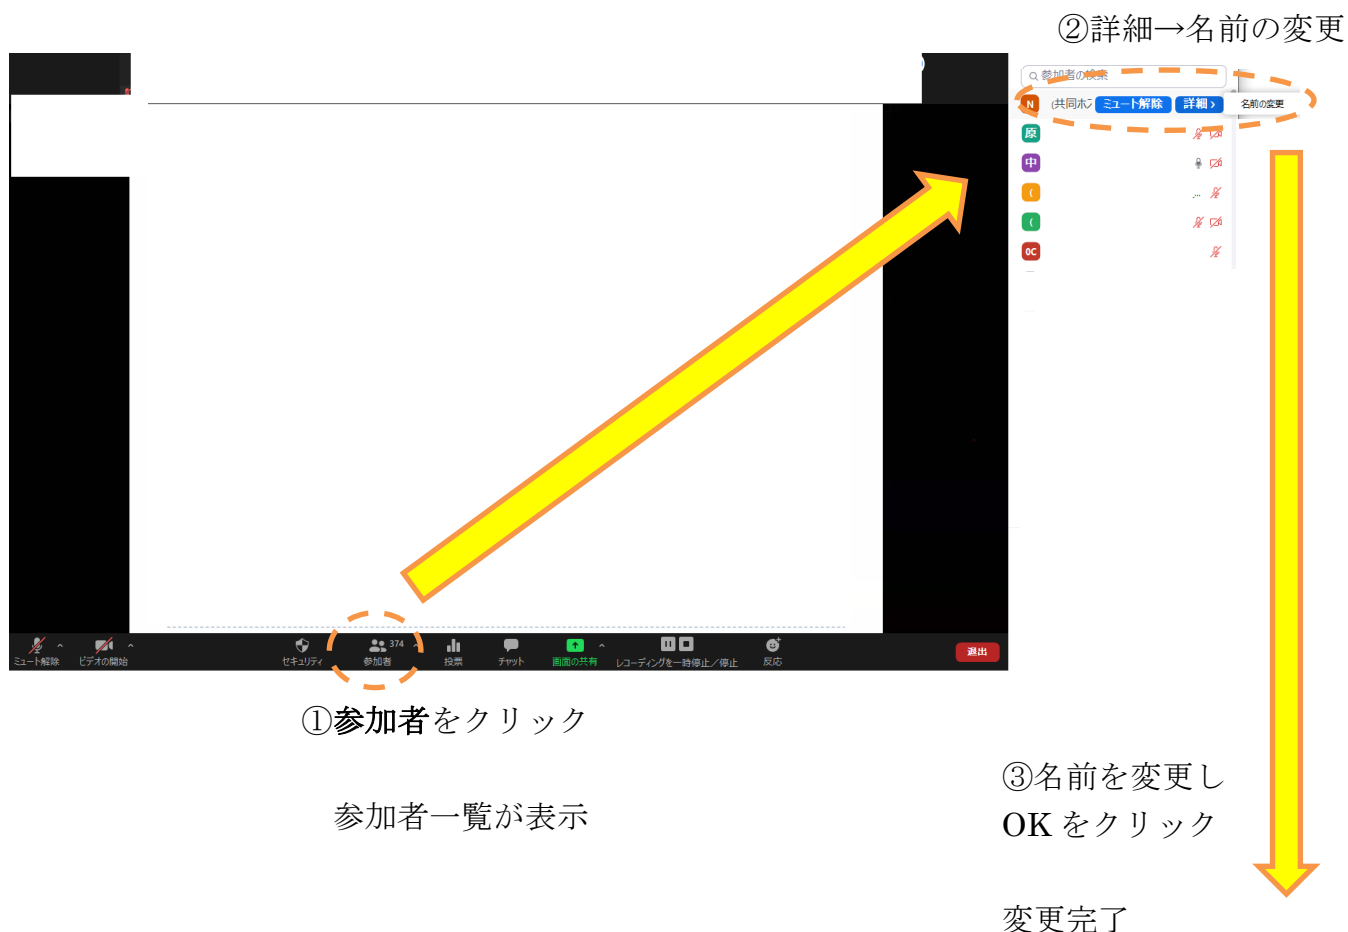 ②詳細→名前の変更
参加者の検索
N (共同ホス ミュート解除 詳細 › 名前の変更
原
中
(
(
0C
ミュート解除 ビデオの開始 セキュリティ 参加者 374 投票 チャット 画面の共有 レコーディングを一時停止／停止 反応 退出
①参加者をクリック
参加者一覧が表示
③名前を変更し
OK をクリック
変更完了